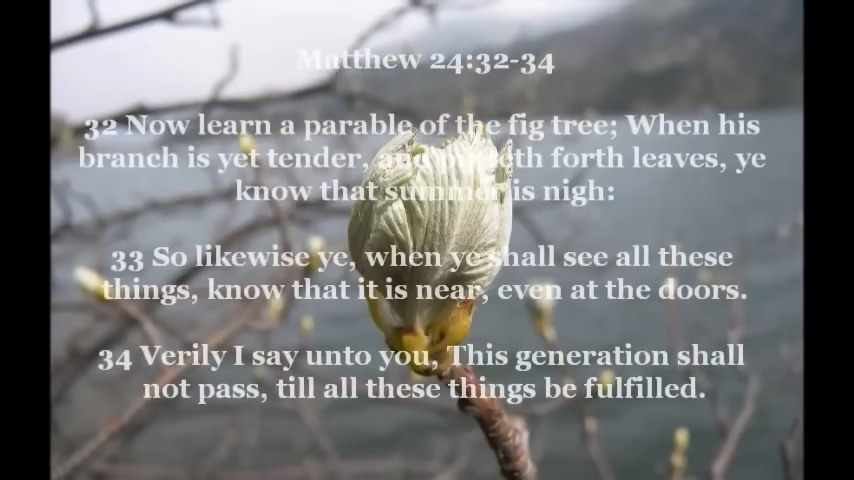 Matthew 24:32-34
32 Now learn a parable of the fig tree; When his
branch is yet tender, and putteth forth leaves, ye
know that summer is nigh:
33 So likewise ye, when ye shall see all these
things, know that it is near, even at the doors.
34 Verily I say unto you, This generation shall
not pass, till all these things be fulfilled.